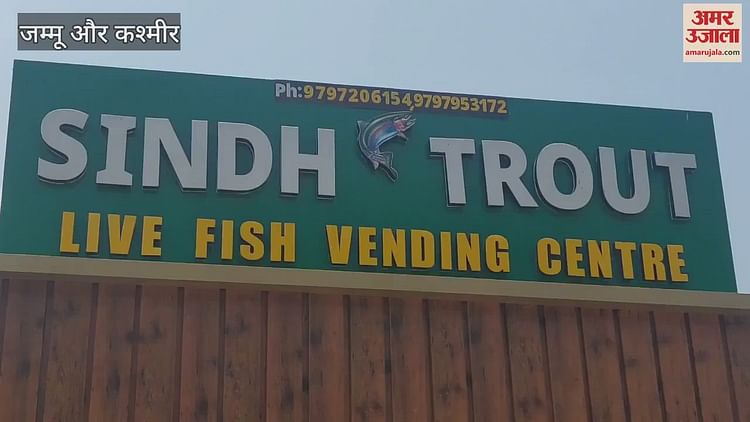 जम्मू और कश्मीर
अमर उजाला
amarujala.com
Ph:9797206154,9797953172
SINDH TROUT
LIVE FISH VENDING CENTRE